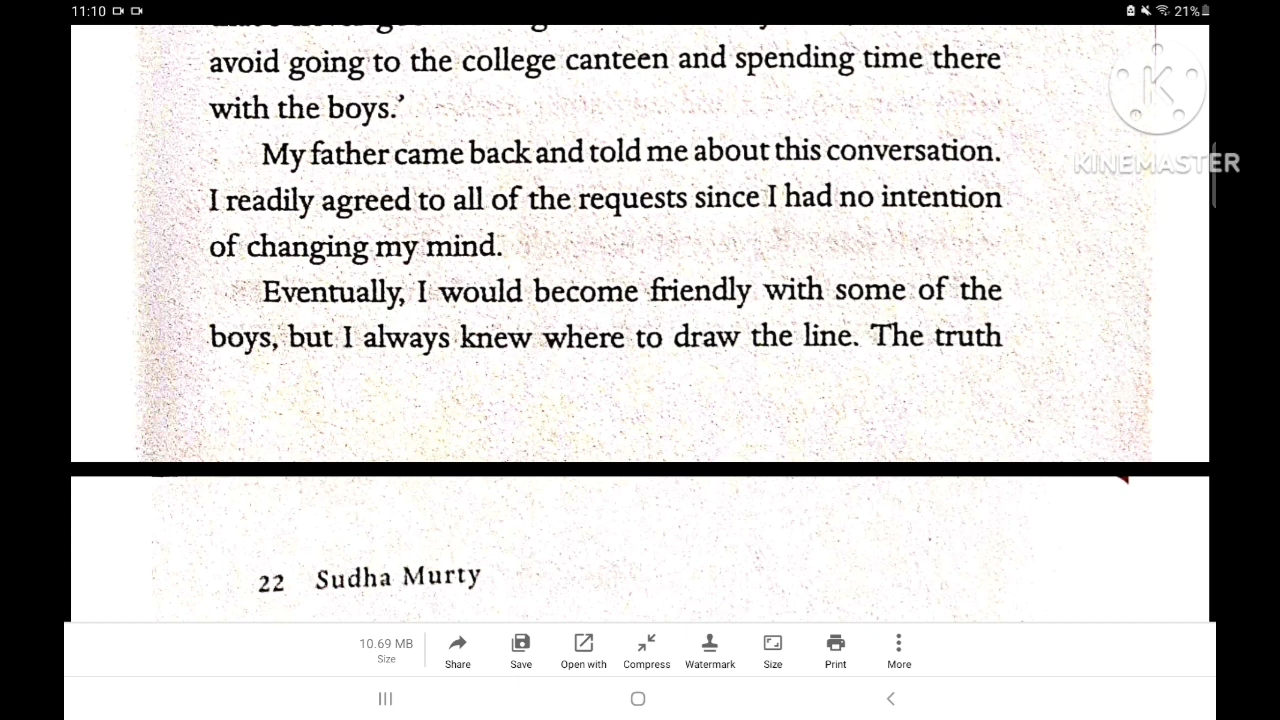 11:10
21%
avoid going to the college canteen and spending time there
with the boys.’
My father came back and told me about this conversation.
I readily agreed to all of the requests since I had no intention
of changing my mind.
Eventually, I would become friendly with some of the
boys, but I always knew where to draw the line. The truth
K
KINEMASTER
22 Sudha Murty
10.69 MB
Size
Share Save Open with Compress Watermark Size Print More